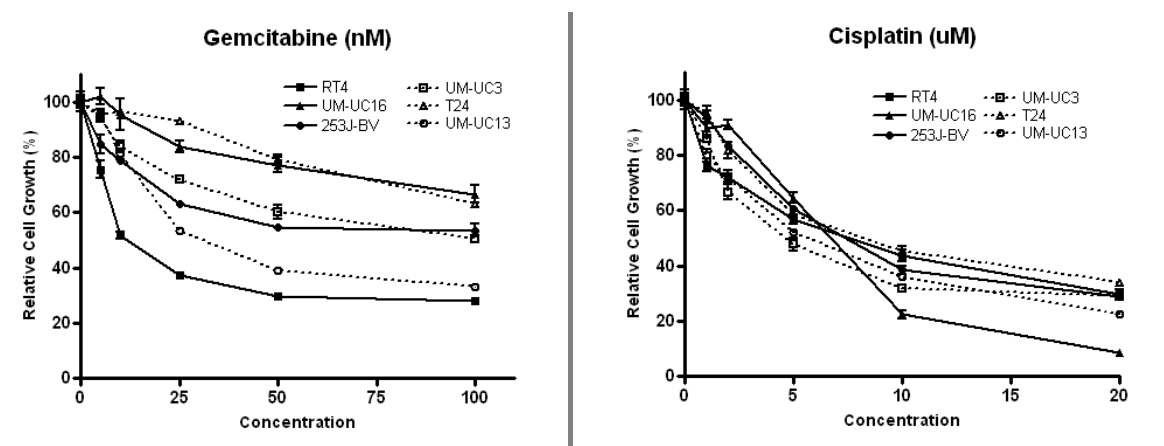 Gemcitabine (nM)
RT4
UM-UC16
253J-BV
UM-UC3
T24
UM-UC13
Relative Cell Growth (%)
100
80
60
40
20
0
0 25 50 75 100
Concentration
Cisplatin (uM)
RT4
UM-UC16
253J-BV
UM-UC3
T24
UM-UC13
Relative Cell Growth (%)
100
80
60
40
20
0
0 5 10 15 20
Concentration